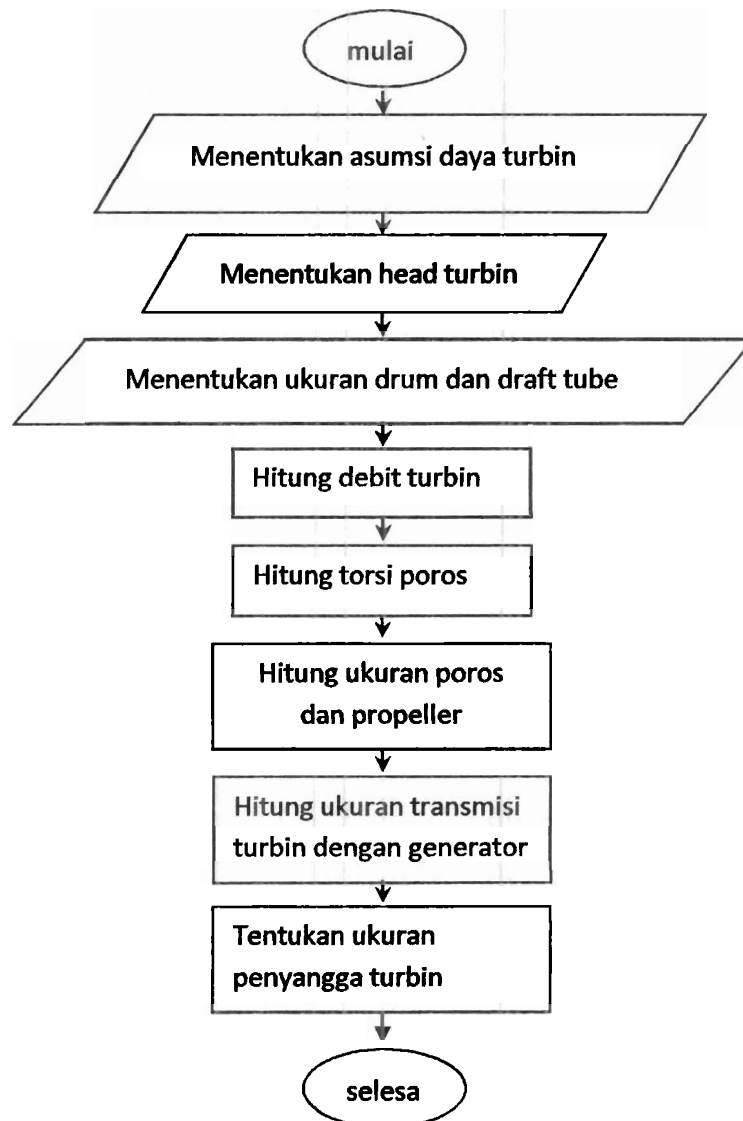 mulai
Menentukan asumsi daya turbin
Menentukan head turbin
Menentukan ukuran drum dan draft tube
Hitung debit turbin
Hitung torsi poros
Hitung ukuran poros
dan propeller
Hitung ukuran transmisi
turbin dengan generator
Tentukan ukuran
penyangga turbin
selesa